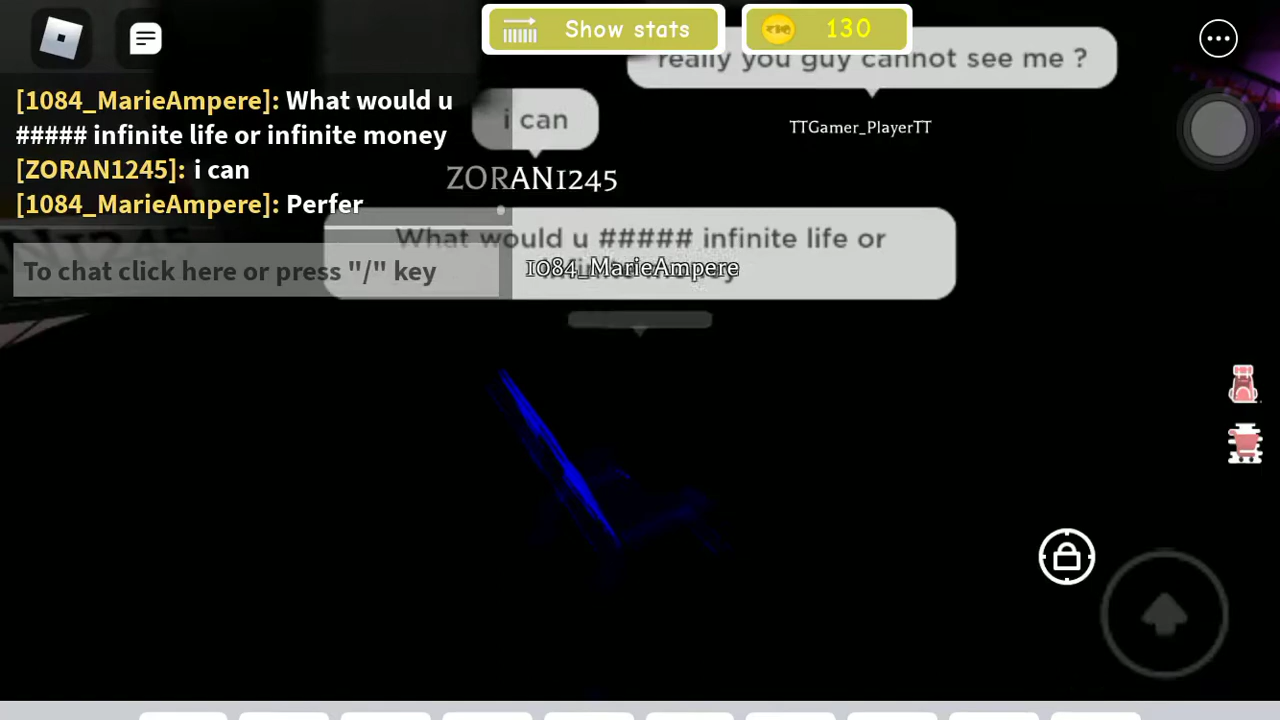 Show stats
130
really you guy cannot see me ?
[1084_MarieAmpere]: What would u
##### infinite life or infinite money
[ZORAN1245]: i can
[1084_MarieAmpere]: Perfer
i can
TTGamer_PlayerTT
ZORAN1245
What would u ##### infinite life or
1084_MarieAmpere
To chat click here or press "/" key